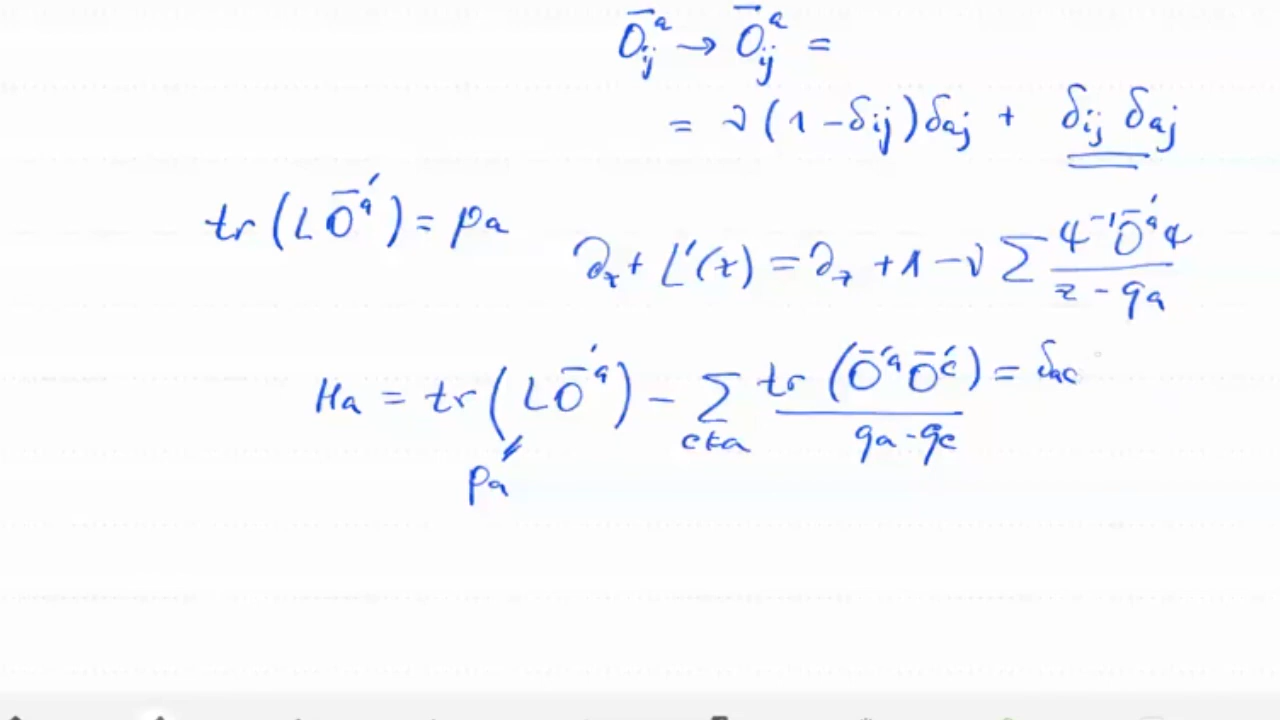 Ō^a_ij → Ō^a_ij =
= ν(1 - δ_ij)δ_aj + δ_ij δ_aj
tr(L Ō'^a) = p_a
∂_z + L'(z) = ∂_z + 1 - ν Σ (Ψ^{-1} Ō'^a Ψ)/(z - q_a)
H_a = tr(L Ō'^a) - Σ_{c≠a} tr(Ō'^a Ō'^c)/(q_a - q_c) = δ_ac
p_a